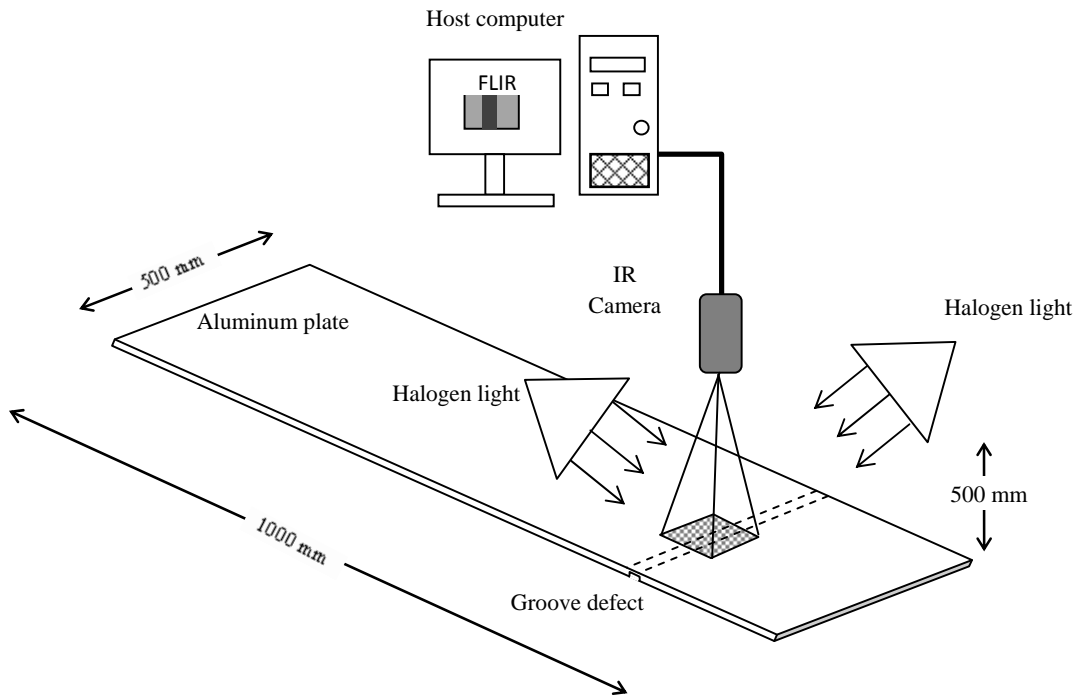 Host computer
FLIR
500 mm
IR
Camera
Halogen light
Aluminum plate
Halogen light
500 mm
1000 mm
Groove defect